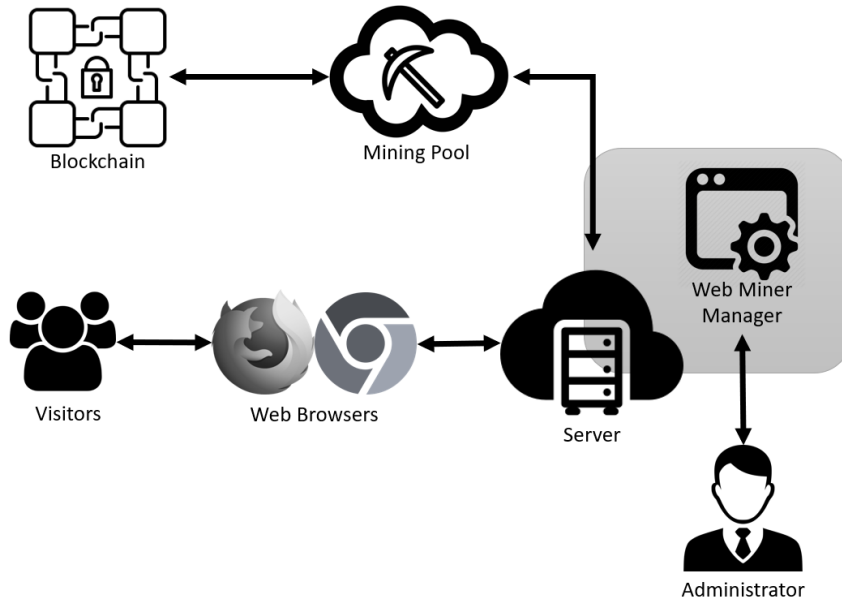 Blockchain
Mining Pool
Web Miner
Manager
Visitors
Web Browsers
Server
Administrator